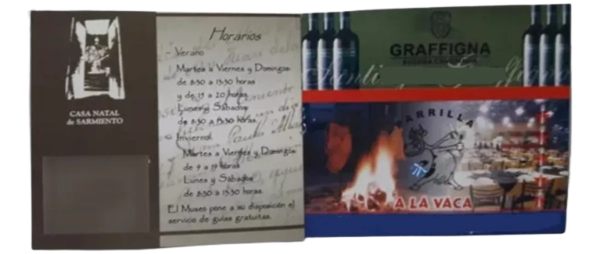 CASA NATAL
de SARMIENTO
Horarios
- Verano
Martes a Viernes y Domingos:
de 8:30 a 13:30 horas
y de 17 a 20 horas
Lunes y Sábados:
de 8:30 a 13:30 horas
- Invierno:
Martes a Viernes y Domingos:
de 9 a 19 horas
Lunes y Sábados
de 8:30 a 13:30 horas
El Museo pone a su disposición el
servicio de guías gratuitas.
GRAFFIGNA
PARRILLA
A LA VACA